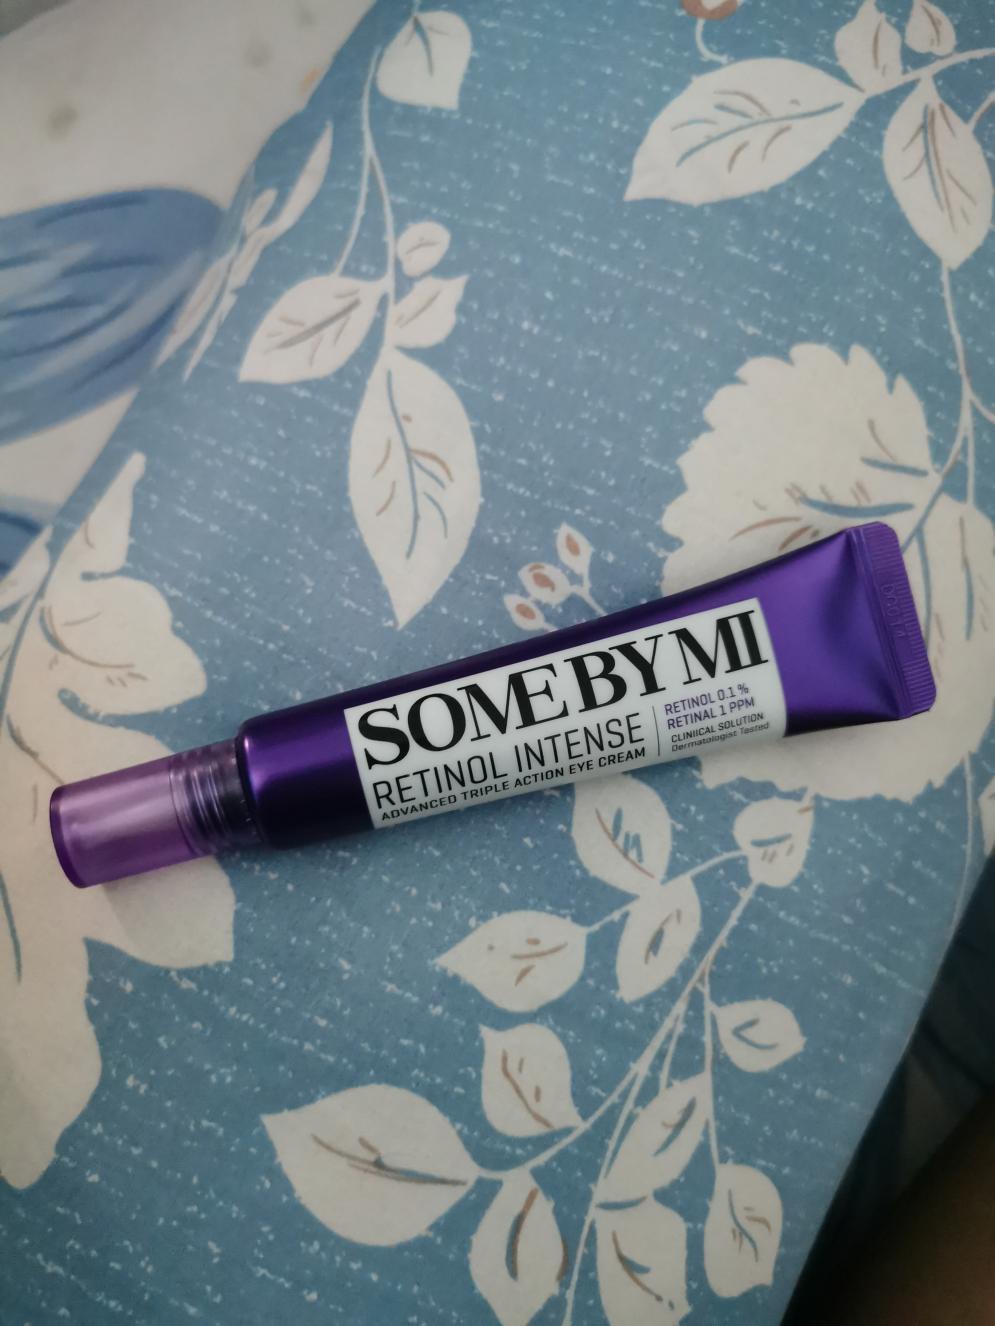 SOME BY MI
RETINOL INTENSE
ADVANCED TRIPLE ACTION EYE CREAM
RETINOL 0.1%
RETINAL 1 PPM
CLINIICAL SOLUTION
Dermatologist Tested